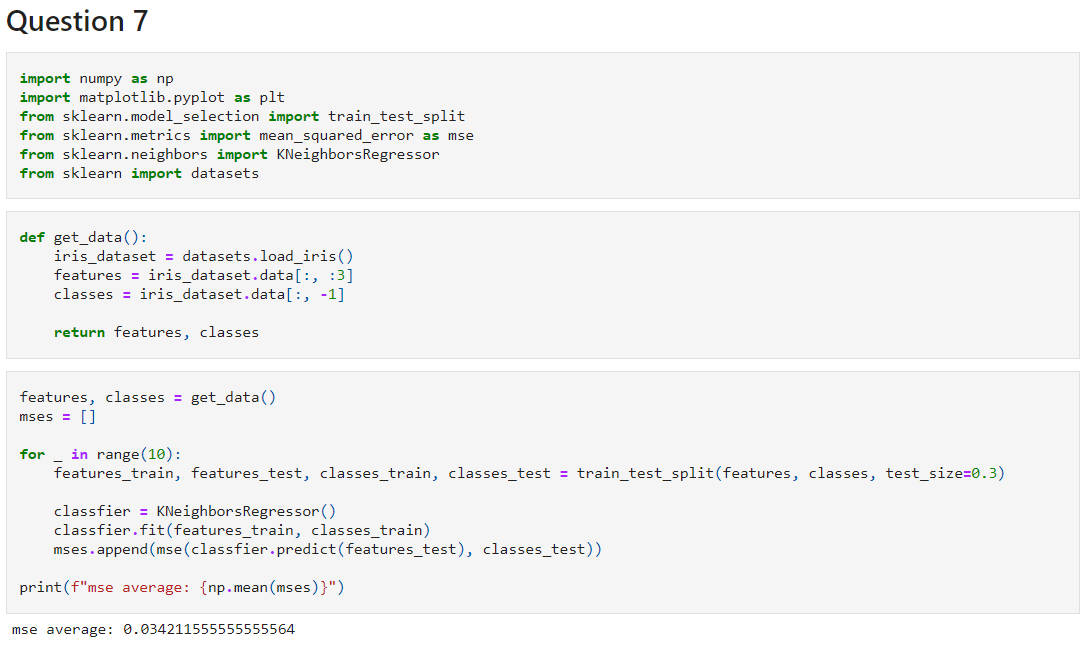 Question 7
import numpy as np
import matplotlib.pyplot as plt
from sklearn.model_selection import train_test_split
from sklearn.metrics import mean_squared_error as mse
from sklearn.neighbors import KNeighborsRegressor
from sklearn import datasets
def get_data():
    iris_dataset = datasets.load_iris()
    features = iris_dataset.data[:, :3]
    classes = iris_dataset.data[:, -1]
    return features, classes
features, classes = get_data()
mses = []
for _ in range(10):
    features_train, features_test, classes_train, classes_test = train_test_split(features, classes, test_size=0.3)
    classfier = KNeighborsRegressor()
    classfier.fit(features_train, classes_train)
    mses.append(mse(classfier.predict(features_test), classes_test))
print(f"mse average: {np.mean(mses)}")
mse average: 0.034211555555555564